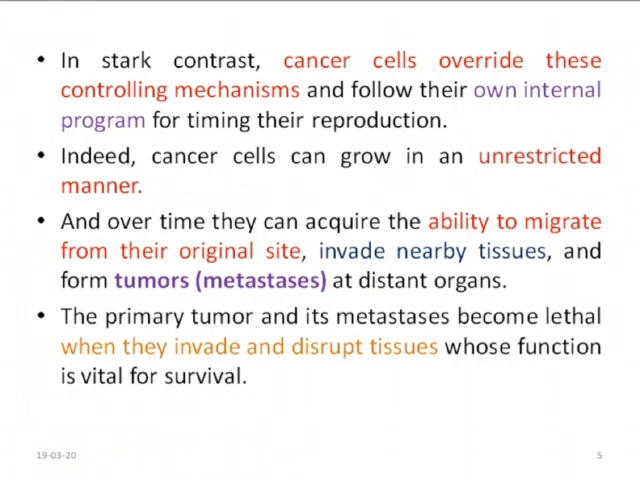 • In stark contrast, cancer cells override these
controlling mechanisms and follow their own internal
program for timing their reproduction.
• Indeed, cancer cells can grow in an unrestricted
manner.
• And over time they can acquire the ability to migrate
from their original site, invade nearby tissues, and
form tumors (metastases) at distant organs.
• The primary tumor and its metastases become lethal
when they invade and disrupt tissues whose function
is vital for survival.
19-03-20
5